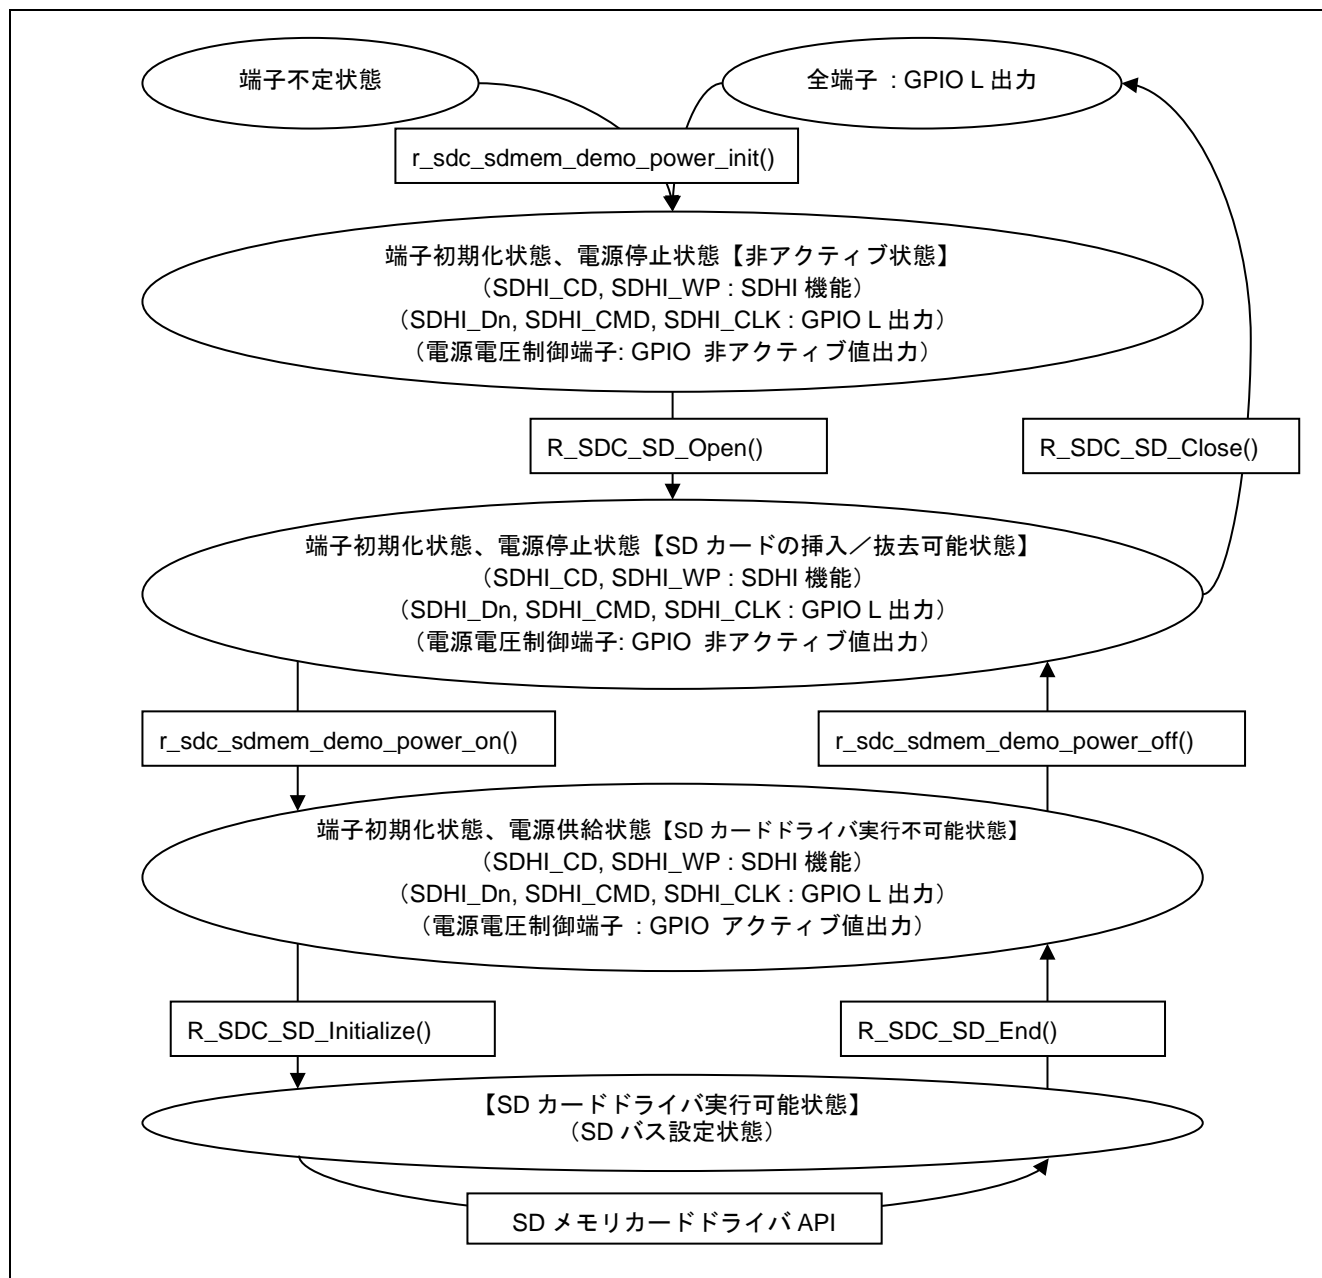 端子不定状態
全端子 : GPIO L 出力
r_sdc_sdmem_demo_power_init()
端子初期化状態、電源停止状態【非アクティブ状態】
（SDHI_CD, SDHI_WP : SDHI 機能）
（SDHI_Dn, SDHI_CMD, SDHI_CLK : GPIO L 出力）
（電源電圧制御端子: GPIO 非アクティブ値出力）
R_SDC_SD_Open()
R_SDC_SD_Close()
端子初期化状態、電源停止状態【SD カードの挿入／抜去可能状態】
（SDHI_CD, SDHI_WP : SDHI 機能）
（SDHI_Dn, SDHI_CMD, SDHI_CLK : GPIO L 出力）
（電源電圧制御端子: GPIO 非アクティブ値出力）
r_sdc_sdmem_demo_power_on()
r_sdc_sdmem_demo_power_off()
端子初期化状態、電源供給状態【SD カードドライバ実行不可能状態】
（SDHI_CD, SDHI_WP : SDHI 機能）
（SDHI_Dn, SDHI_CMD, SDHI_CLK : GPIO L 出力）
（電源電圧制御端子 : GPIO アクティブ値出力）
R_SDC_SD_Initialize()
R_SDC_SD_End()
【SD カードドライバ実行可能状態】
（SD バス設定状態）
SD メモリカードドライバ API